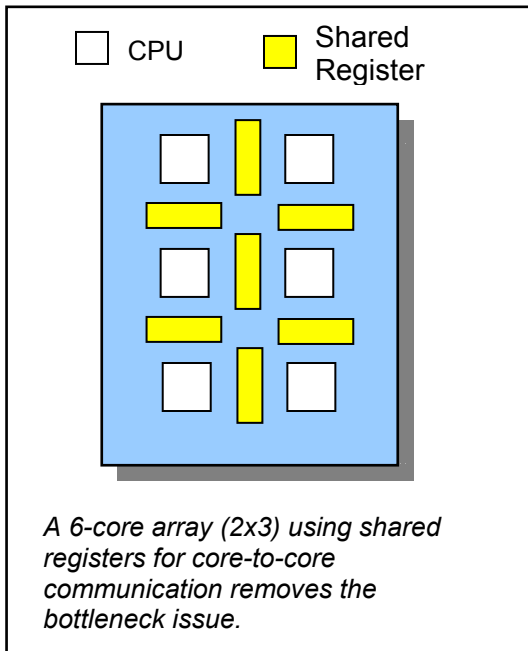 CPU
Shared
Register
A 6-core array (2x3) using shared
registers for core-to-core
communication removes the
bottleneck issue.